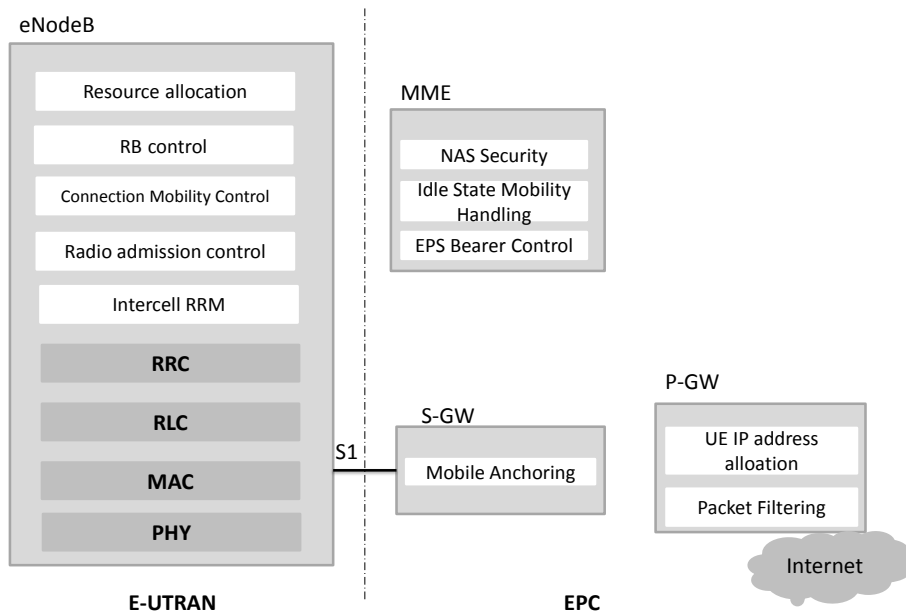 eNodeB
Resource allocation
RB control
Connection Mobility Control
Radio admission control
Intercell RRM
RRC
RLC
MAC
PHY
S1
MME
NAS Security
Idle State Mobility
Handling
EPS Bearer Control
S-GW
Mobile Anchoring
P-GW
UE IP address
alloation
Packet Filtering
Internet
E-UTRAN
EPC